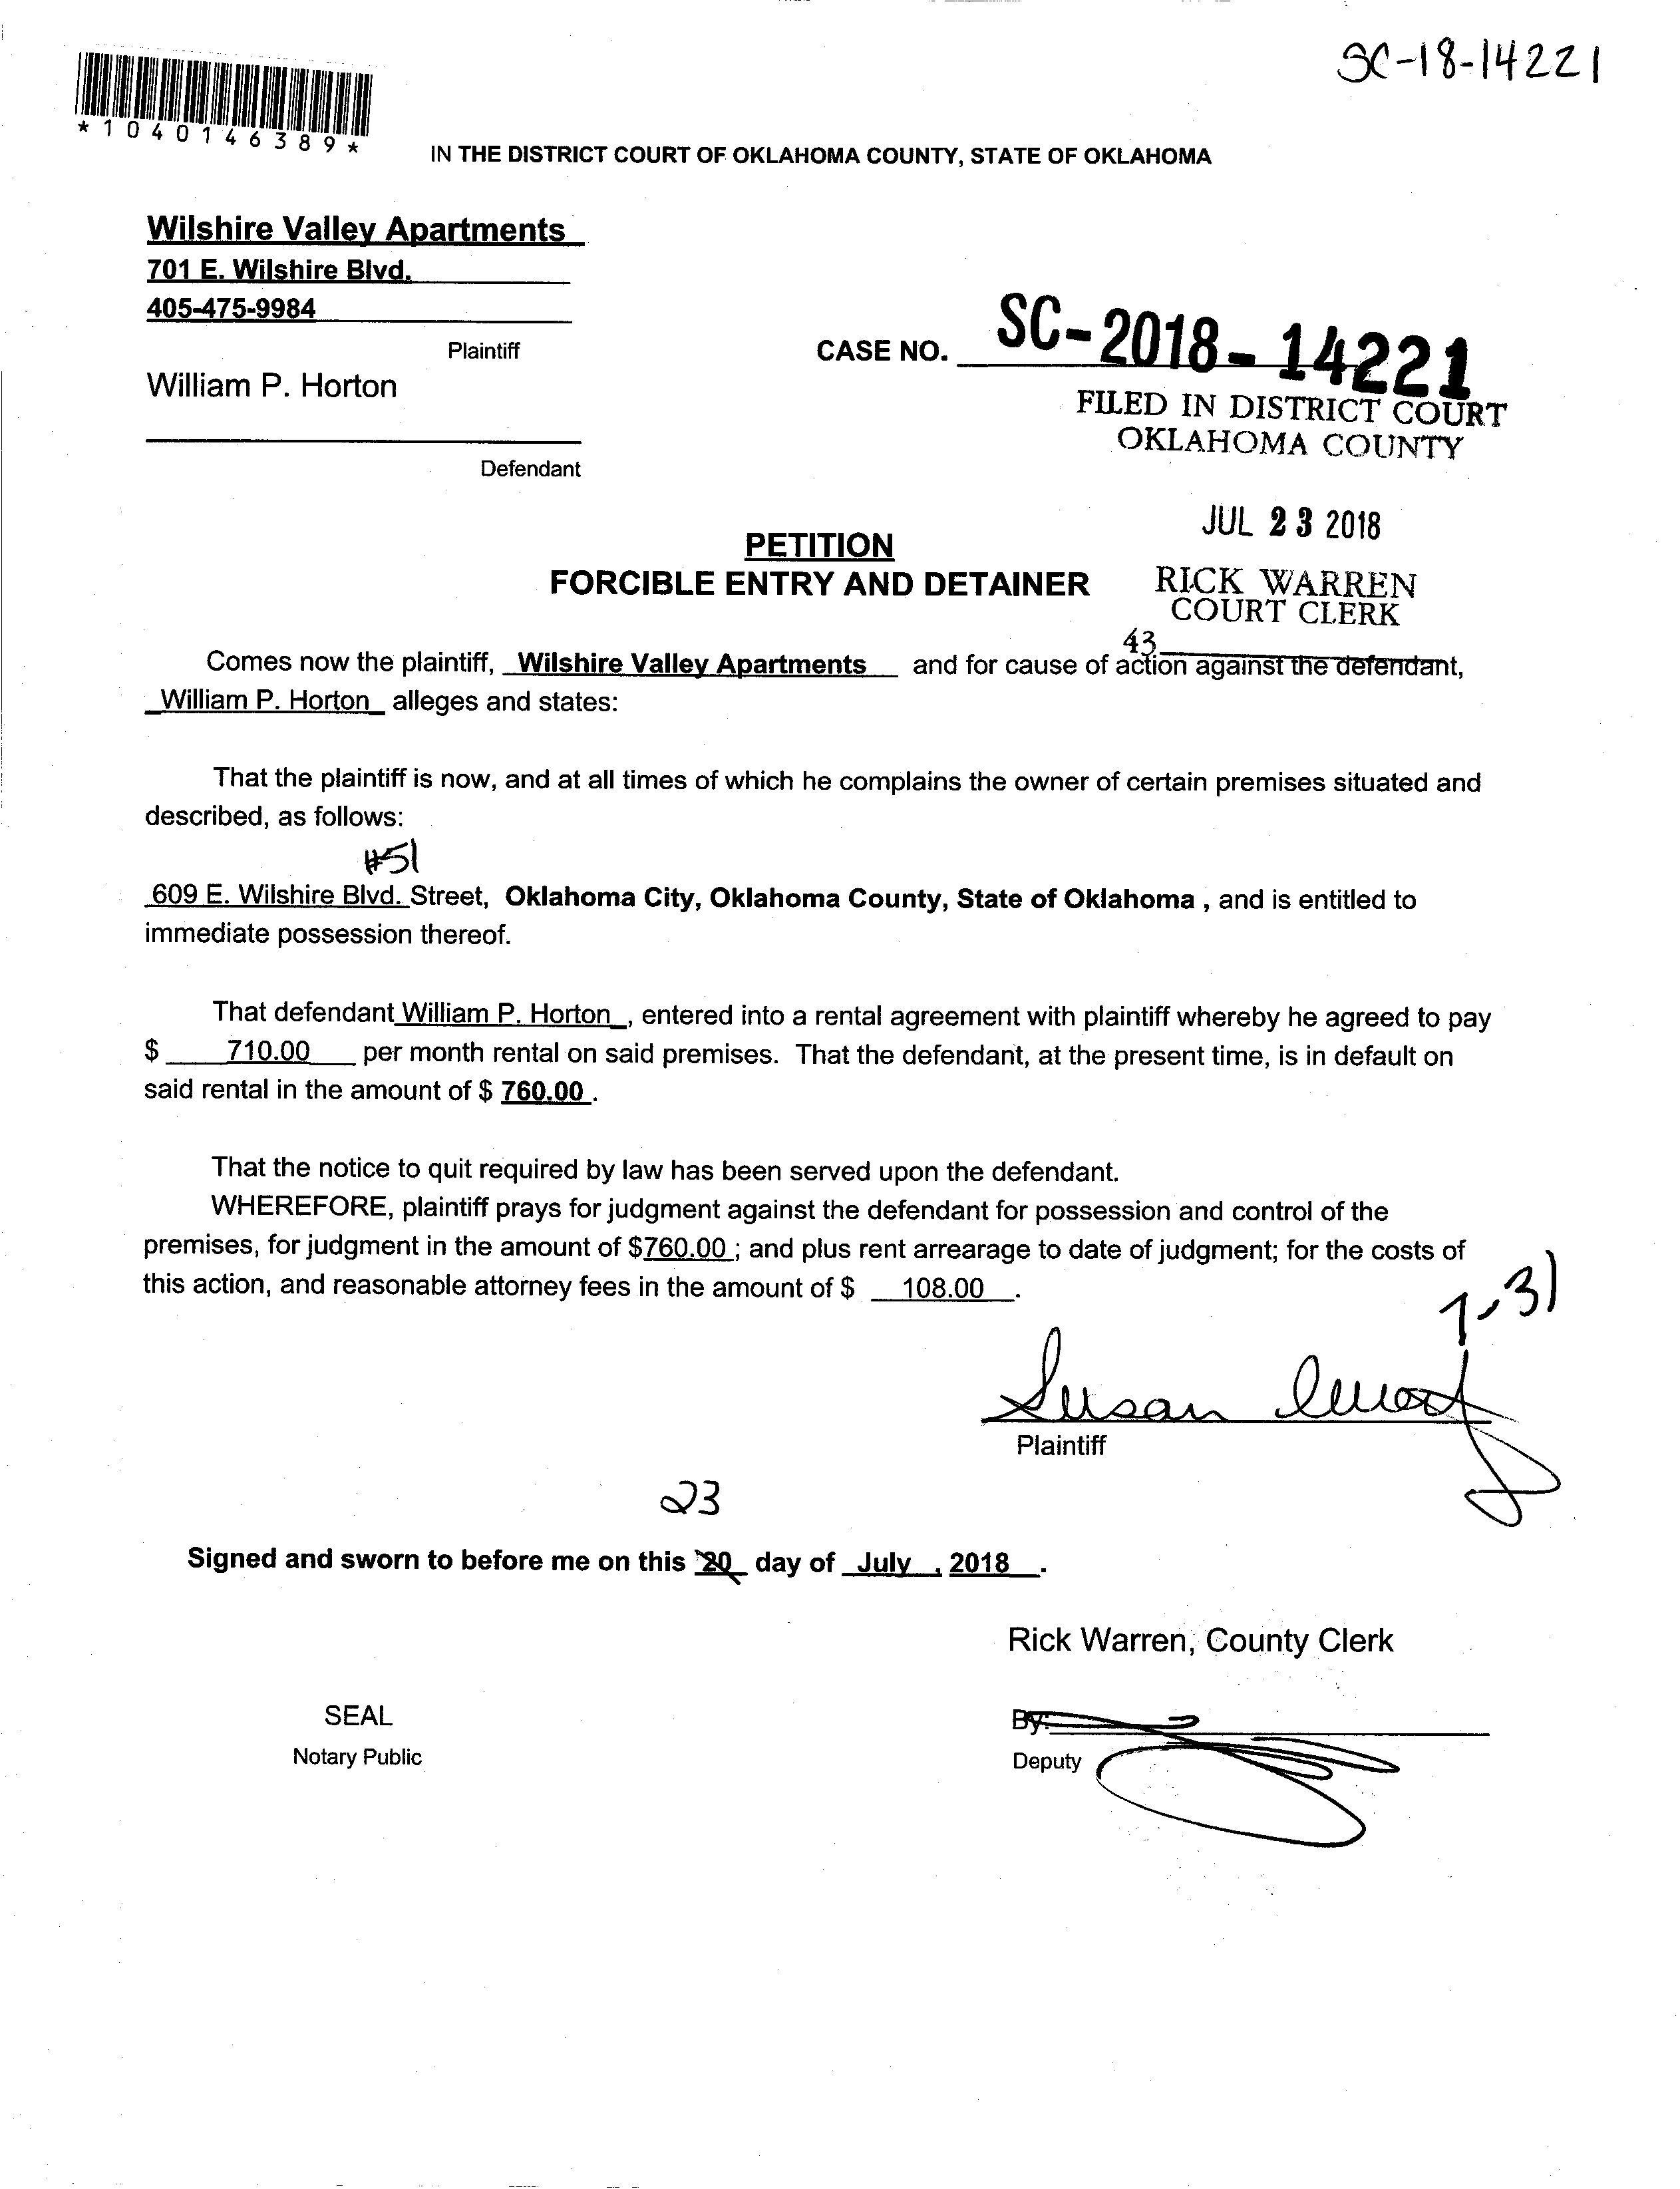 SC-18-14221
*1040146389*
IN THE DISTRICT COURT OF OKLAHOMA COUNTY, STATE OF OKLAHOMA
Wilshire Valley Apartments
701 E. Wilshire Blvd.
405-475-9984
Plaintiff
CASE NO. SC-2018-14221
William P. Horton
FILED IN DISTRICT COURT
OKLAHOMA COUNTY
Defendant
JUL 23 2018
PETITION
FORCIBLE ENTRY AND DETAINER
RICK WARREN
COURT CLERK
43
Comes now the plaintiff, Wilshire Valley Apartments and for cause of action against the defendant,
William P. Horton alleges and states:
That the plaintiff is now, and at all times of which he complains the owner of certain premises situated and
described, as follows:
#51
609 E. Wilshire Blvd. Street, Oklahoma City, Oklahoma County, State of Oklahoma , and is entitled to
immediate possession thereof.
That defendant William P. Horton , entered into a rental agreement with plaintiff whereby he agreed to pay
$ 710.00 per month rental on said premises. That the defendant, at the present time, is in default on
said rental in the amount of $ 760.00 .
That the notice to quit required by law has been served upon the defendant.
WHEREFORE, plaintiff prays for judgment against the defendant for possession and control of the
premises, for judgment in the amount of $760.00 ; and plus rent arrearage to date of judgment; for the costs of
this action, and reasonable attorney fees in the amount of $ 108.00 .
7,31
Susan
Plaintiff
23
Signed and sworn to before me on this 20 day of July , 2018 .
Rick Warren, County Clerk
SEAL
By:
Notary Public
Deputy